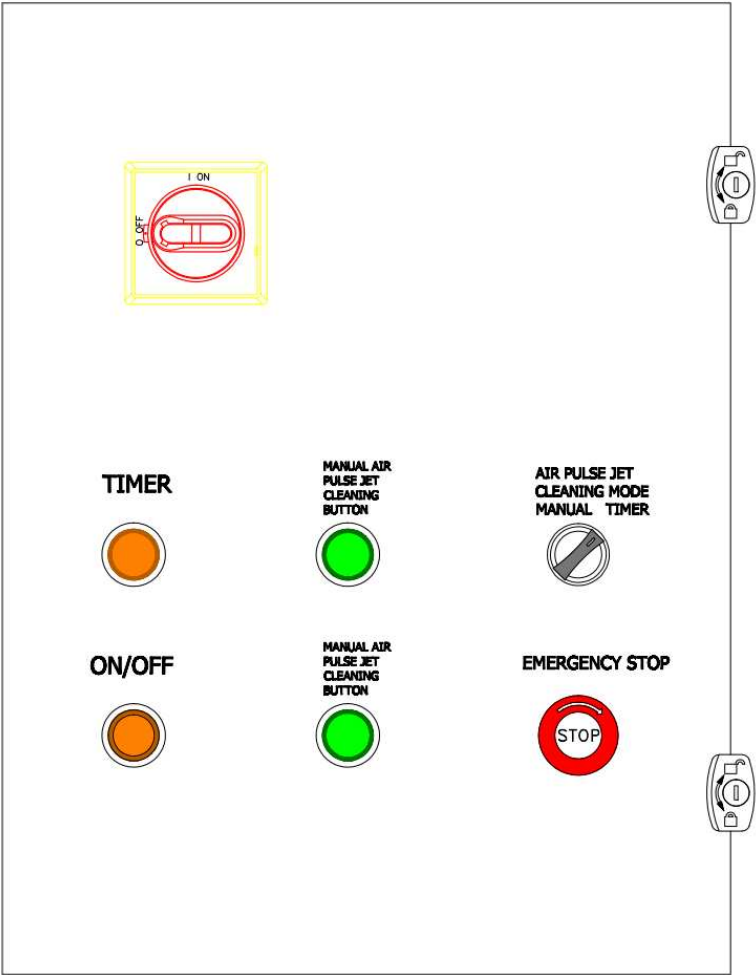 I ON
O OFF
TIMER
MANUAL AIR
PULSE JET
CLEANING
BUTTON
AIR PULSE JET
CLEANING MODE
MANUAL TIMER
ON/OFF
MANUAL AIR
PULSE JET
CLEANING
BUTTON
EMERGENCY STOP
STOP